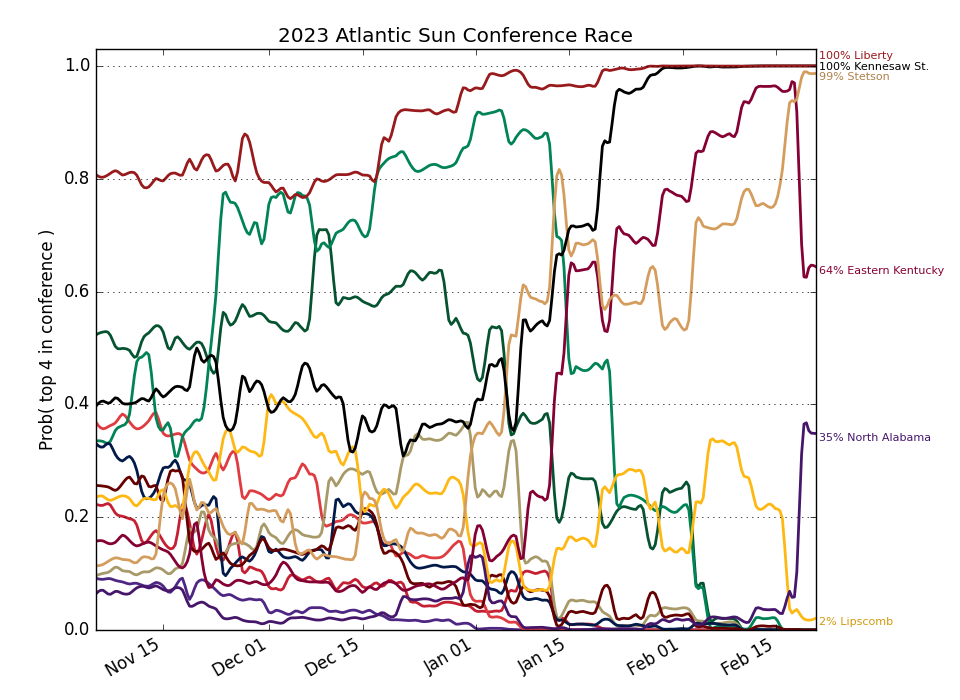 2023 Atlantic Sun Conference Race
1.0
0.8
0.6
0.4
0.2
0.0
Prob( top 4 in conference )
Nov 15
Dec 01
Dec 15
Jan 01
Jan 15
Feb 01
Feb 15
100% Liberty
100% Kennesaw St.
99% Stetson
64% Eastern Kentucky
35% North Alabama
2% Lipscomb